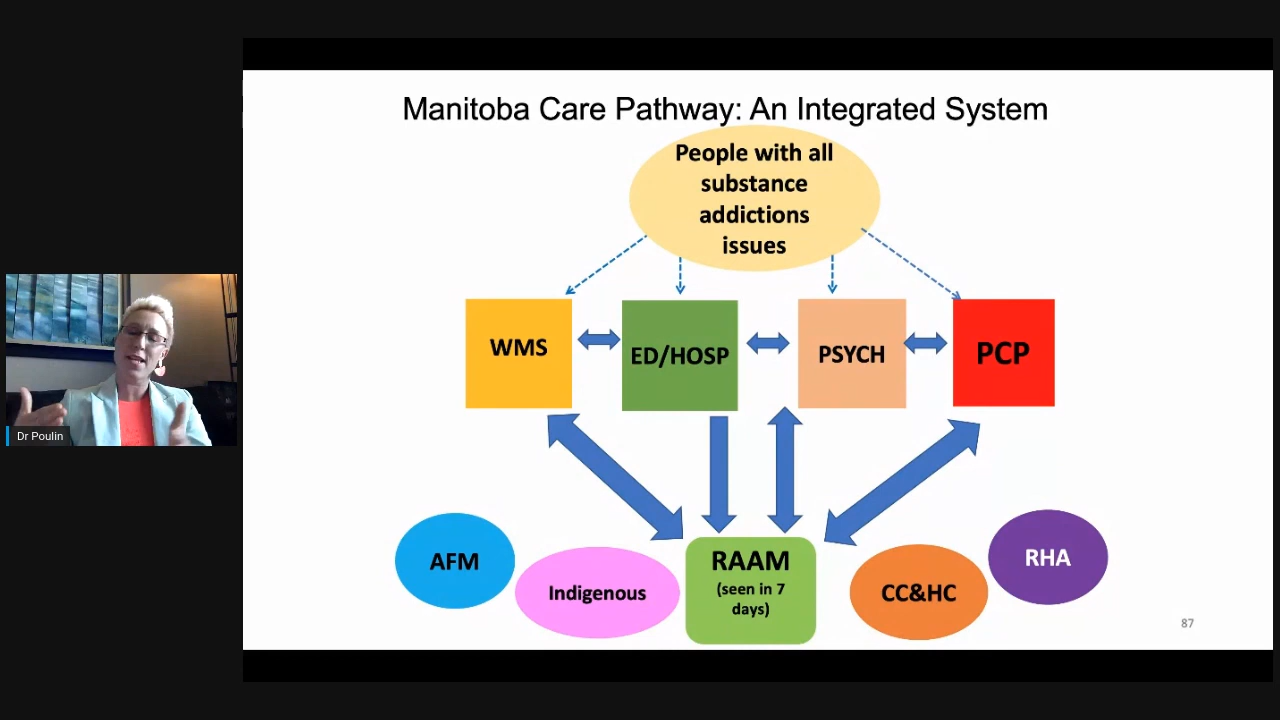 Manitoba Care Pathway: An Integrated System
People with all
substance
addictions
issues
WMS
ED/HOSP
PSYCH
PCP
Dr Poulin
AFM
Indigenous
RAAM
(seen in 7
days)
CC&HC
RHA
87